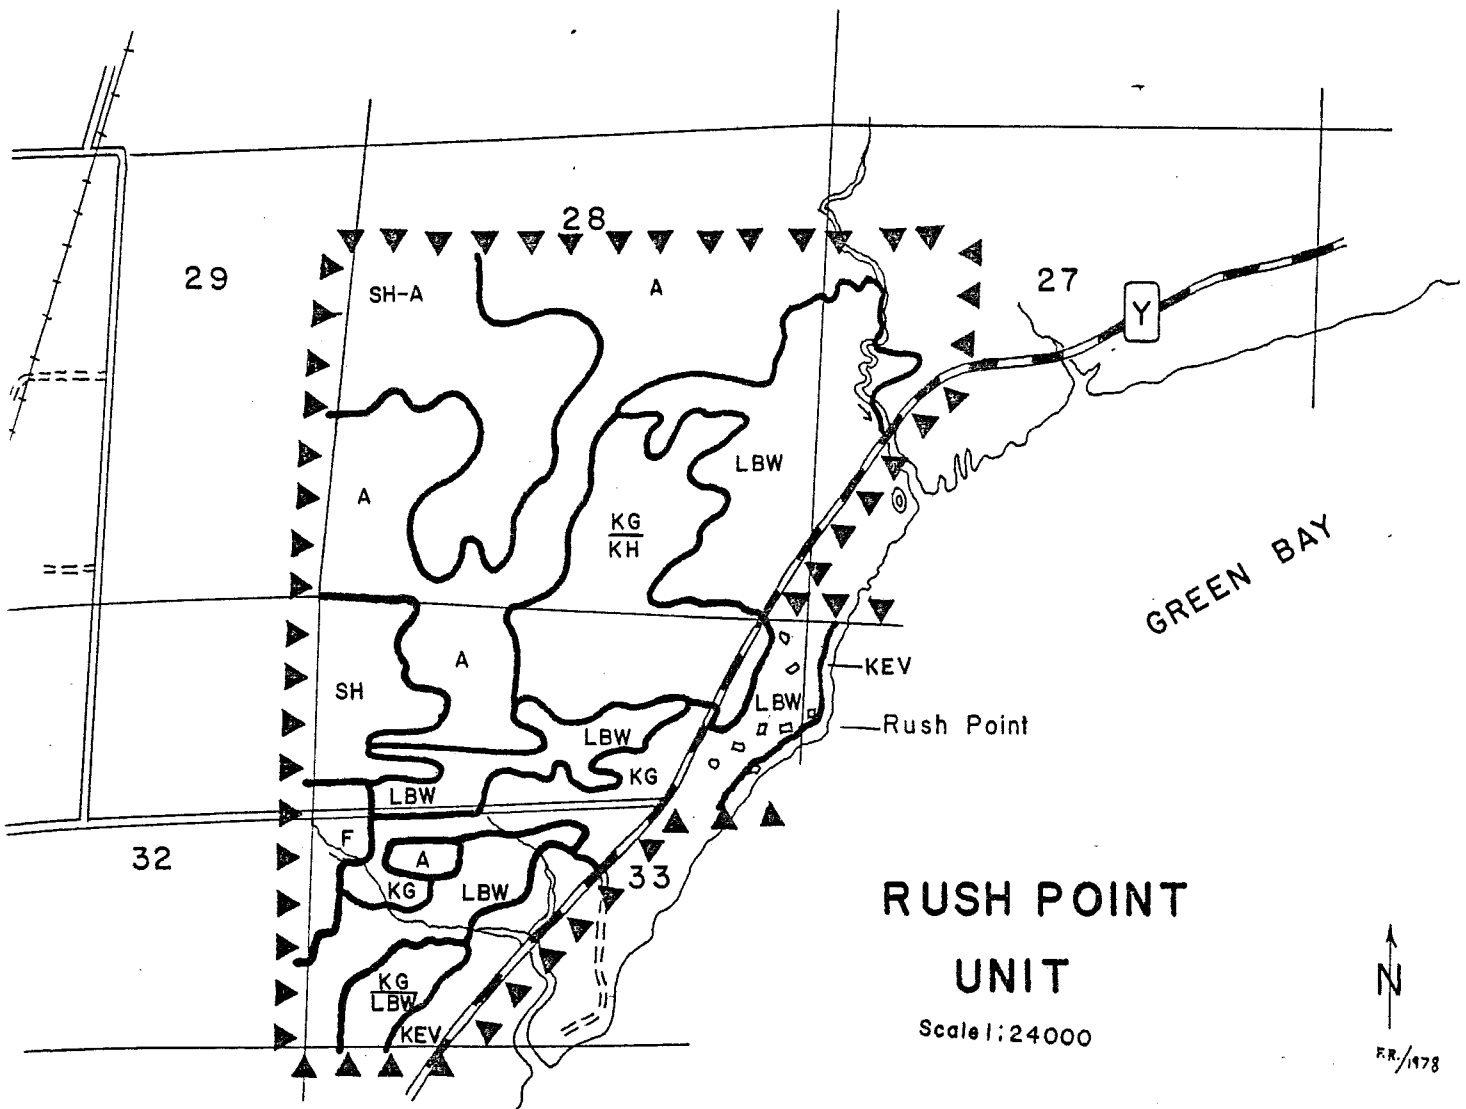 28
29
27
SH-A
A
Y
LBW
A
KG
KH
GREEN BAY
A
KEV
SH
LBW
Rush Point
LBW
KG
LBW
F
32
A
33
KG
LBW
RUSH POINT
UNIT
KG
LBW
N
KEV
Scale 1:24000
F.R./1978